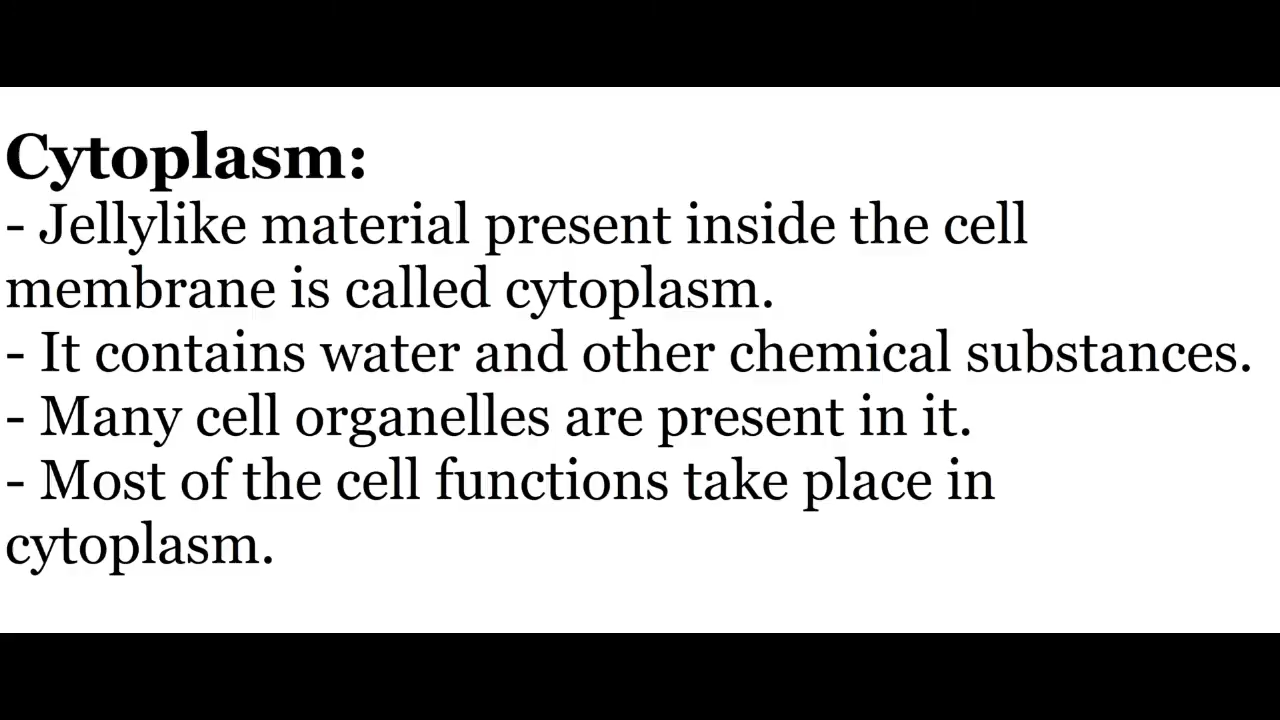 Cytoplasm:
- Jellylike material present inside the cell
membrane is called cytoplasm.
- It contains water and other chemical substances.
- Many cell organelles are present in it.
- Most of the cell functions take place in
cytoplasm.